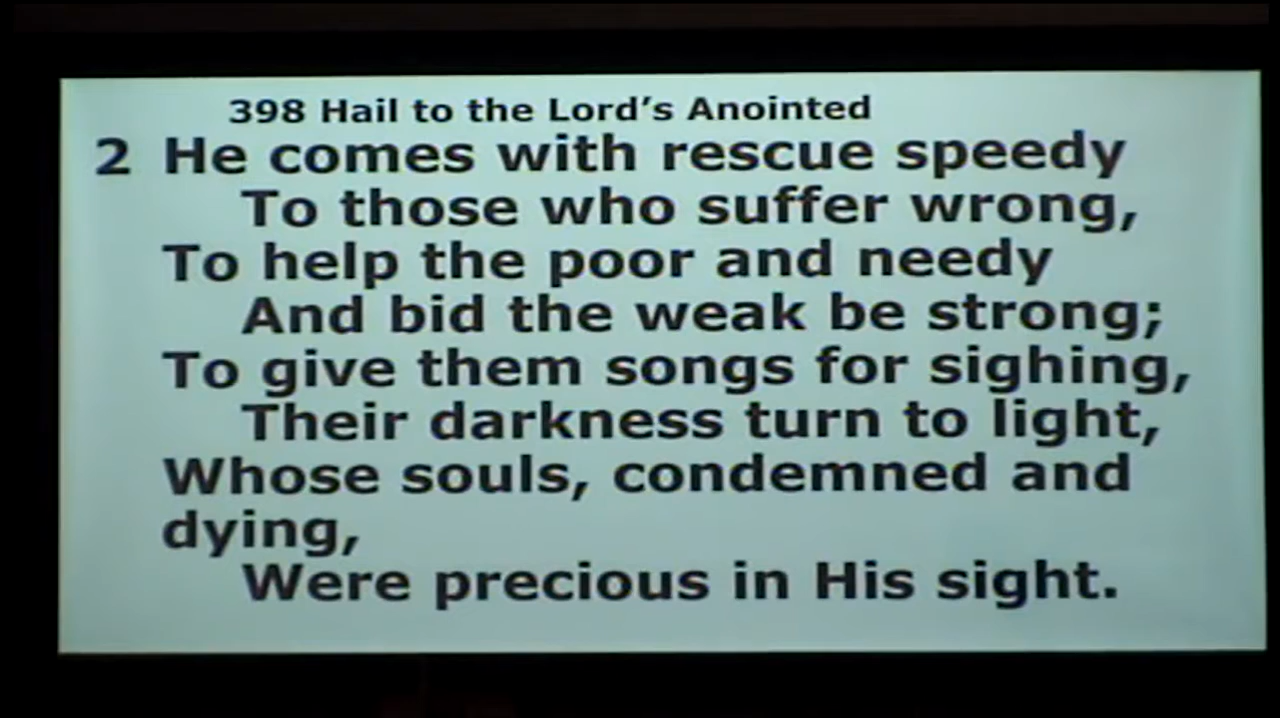 398 Hail to the Lord's Anointed
2 He comes with rescue speedy
To those who suffer wrong,
To help the poor and needy
And bid the weak be strong;
To give them songs for sighing,
Their darkness turn to light,
Whose souls, condemned and
dying,
Were precious in His sight.